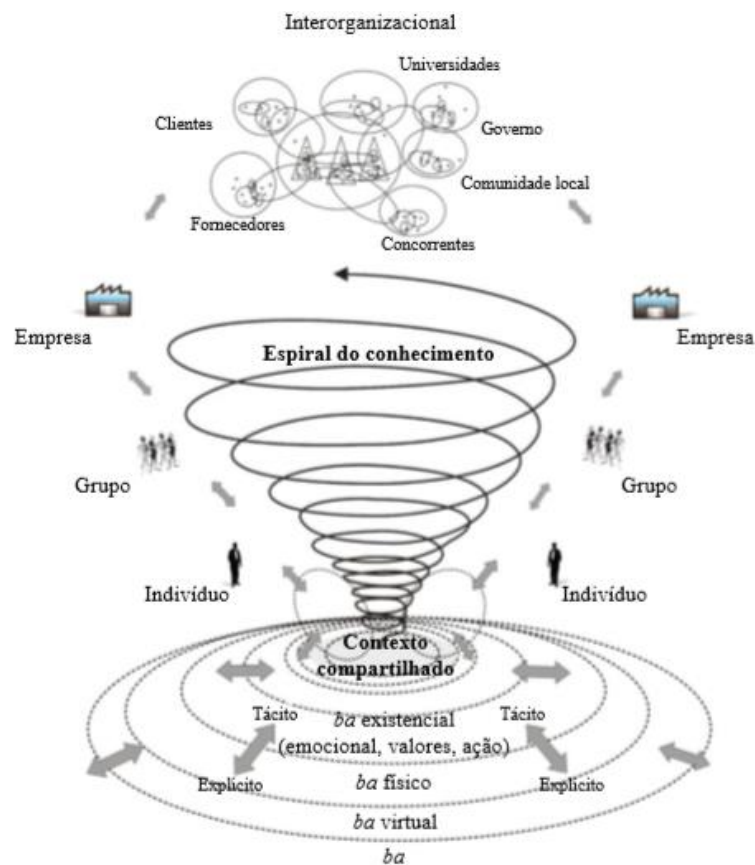 Interorganizacional
Universidades
Clientes
Governo
Comunidade local
Fornecedores
Concorrentes
Empresa
Espiral do conhecimento
Empresa
Grupo
Grupo
Indivíduo
Indivíduo
Contexto
compartilhado
Tácito
ba existencial
Tácito
(emocional, valores, ação)
Explícito
ba físico
Explícito
ba virtual
ba